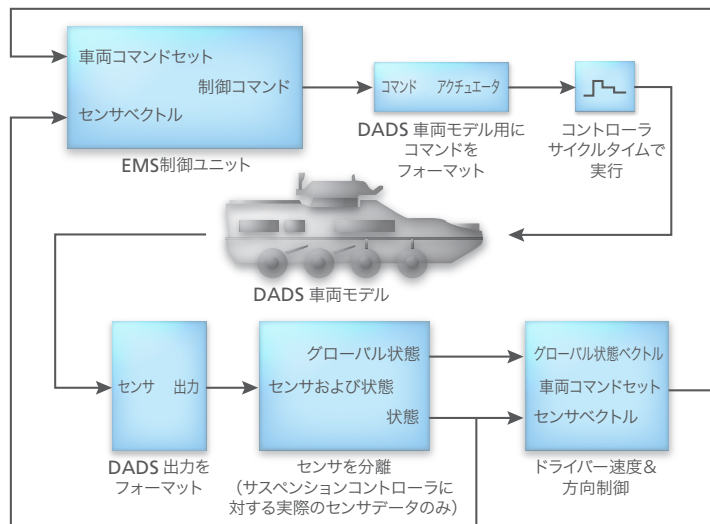 車両コマンドセット
制御コマンド
センサベクトル
EMS制御ユニット
コマンド アクチュエータ
DADS 車両モデル用に
コマンドを
フォーマット
コントローラ
サイクルタイムで
実行
DADS 車両モデル
センサ 出力
DADS 出力を
フォーマット
グローバル状態
センサおよび状態
状態
センサを分離
（サスペンションコントローラに
対する実際のセンサデータのみ）
グローバル状態ベクトル
車両コマンドセット
センサベクトル
ドライバー速度&
方向制御